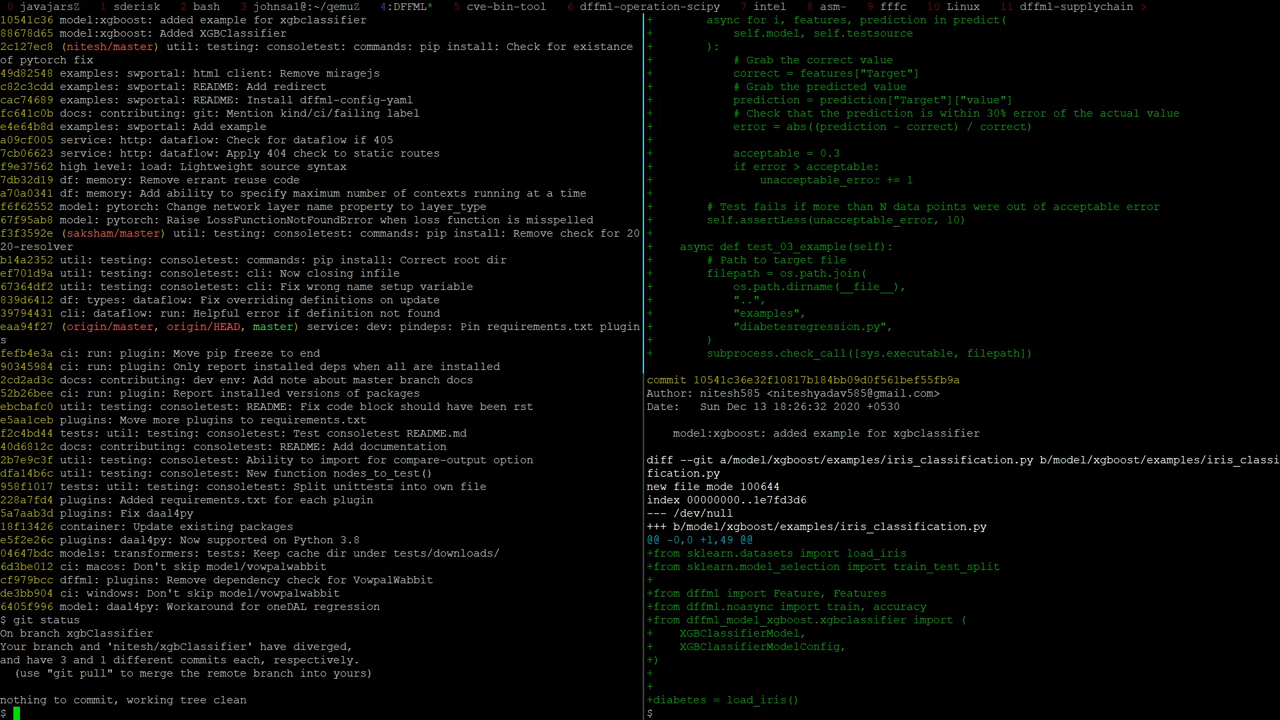 0 javajarsZ  1 sderisk  2 bash  3 johnsal@:~/qemuZ  4:DFFML*  5 cve-bin-tool  6 dffml-operation-scipy  7 intel  8 asm-  9 fffc  10 Linux  11 dffml-supplychain >
10541c36 model:xgboost: added example for xgbclassifier
88678d65 model:xgboost: Added XGBClassifier
2c127ec8 (nitesh/master) util: testing: consoletest: commands: pip install: Check for existance
of pytorch fix
49d82548 examples: swportal: html client: Remove miragejs
c82c3cdd examples: swportal: README: Add redirect
cac74689 examples: swportal: README: Install dffml-config-yaml
fc641c0b docs: contributing: git: Mention kind/ci/failing label
e4e64b8d examples: swportal: Add example
a09cf005 service: http: dataflow: Check for dataflow if 405
7cb06623 service: http: dataflow: Apply 404 check to static routes
f9e37562 high level: load: Lightweight source syntax
7db32d19 df: memory: Remove errant reuse code
a70a0341 df: memory: Add ability to specify maximum number of contexts running at a time
f6f62552 model: pytorch: Change network layer name property to layer_type
67f95ab8 model: pytorch: Raise LossFunctionNotFoundError when loss function is misspelled
f3f3592e (saksham/master) util: testing: consoletest: commands: pip install: Remove check for 20
20-resolver
b14a2352 util: testing: consoletest: commands: pip install: Correct root dir
ef701d9a util: testing: consoletest: cli: Now closing infile
67364df2 util: testing: consoletest: cli: Fix wrong name setup variable
839d6412 df: types: dataflow: Fix overriding definitions on update
39794431 cli: dataflow: run: Helpful error if definition not found
eaa94f27 (origin/master, origin/HEAD, master) service: dev: pindeps: Pin requirements.txt plugin
s
fefb4e3a ci: run: plugin: Move pip freeze to end
90345984 ci: run: plugin: Only report installed deps when all are installed
2cd2ad3c docs: contributing: dev env: Add note about master branch docs
52b26bee ci: run: plugin: Report installed versions of packages
ebcbafc0 util: testing: consoletest: README: Fix code block should have been rst
e5aa1ceb plugins: Move more plugins to requirements.txt
f2c4bd44 tests: util: testing: consoletest: Test consoletest README.md
40d6812c docs: contributing: consoletest: README: Add documentation
2b7e9c3f util: testing: consoletest: Ability to import for compare-output option
dfa14b6c util: testing: consoletest: New function nodes_to_test()
958f1017 tests: util: testing: consoletest: Split unittests into own file
228a7fd4 plugins: Added requirements.txt for each plugin
5a7aab3d plugins: Fix daal4py
18f13426 container: Update existing packages
e5f2e26c plugins: daal4py: Now supported on Python 3.8
04647bdc models: transformers: tests: Keep cache dir under tests/downloads/
6d3be012 ci: macos: Don't skip model/vowpalwabbit
cf979bcc dffml: plugins: Remove dependency check for VowpalWabbit
de3bb904 ci: windows: Don't skip model/vowpalwabbit
6405f996 model: daal4py: Workaround for oneDAL regression
$ git status
On branch xgbClassifier
Your branch and 'nitesh/xgbClassifier' have diverged,
and have 3 and 1 different commits each, respectively.
  (use "git pull" to merge the remote branch into yours)

nothing to commit, working tree clean
$
+        async for i, features, prediction in predict(
+            self.model, self.testsource
+        ):
+            # Grab the correct value
+            correct = features["Target"]
+            # Grab the predicted value
+            prediction = prediction["Target"]["value"]
+            # Check that the prediction is within 30% error of the actual value
+            error = abs((prediction - correct) / correct)
+
+            acceptable = 0.3
+            if error > acceptable:
+                unacceptable_error += 1
+
+        # Test fails if more than N data points were out of acceptable error
+        self.assertLess(unacceptable_error, 10)
+
+    async def test_03_example(self):
+        # Path to target file
+        filepath = os.path.join(
+            os.path.dirname(__file__),
+            "..",
+            "examples",
+            "diabetesregression.py",
+        )
+        subprocess.check_call([sys.executable, filepath])

commit 10541c36e32f10817b184bb09d0f561bef55fb9a
Author: nitesh585 <niteshyadav585@gmail.com>
Date:   Sun Dec 13 18:26:32 2020 +0530

    model:xgboost: added example for xgbclassifier

diff --git a/model/xgboost/examples/iris_classification.py b/model/xgboost/examples/iris_classi
fication.py
new file mode 100644
index 00000000..1e7fd3d6
--- /dev/null
+++ b/model/xgboost/examples/iris_classification.py
@@ -0,0 +1,49 @@
+from sklearn.datasets import load_iris
+from sklearn.model_selection import train_test_split
+
+from dffml import Feature, Features
+from dffml.noasync import train, accuracy
+from dffml_model_xgboost.xgbclassifier import (
+    XGBClassifierModel,
+    XGBClassifierModelConfig,
+)
+
+
+diabetes = load_iris()
$